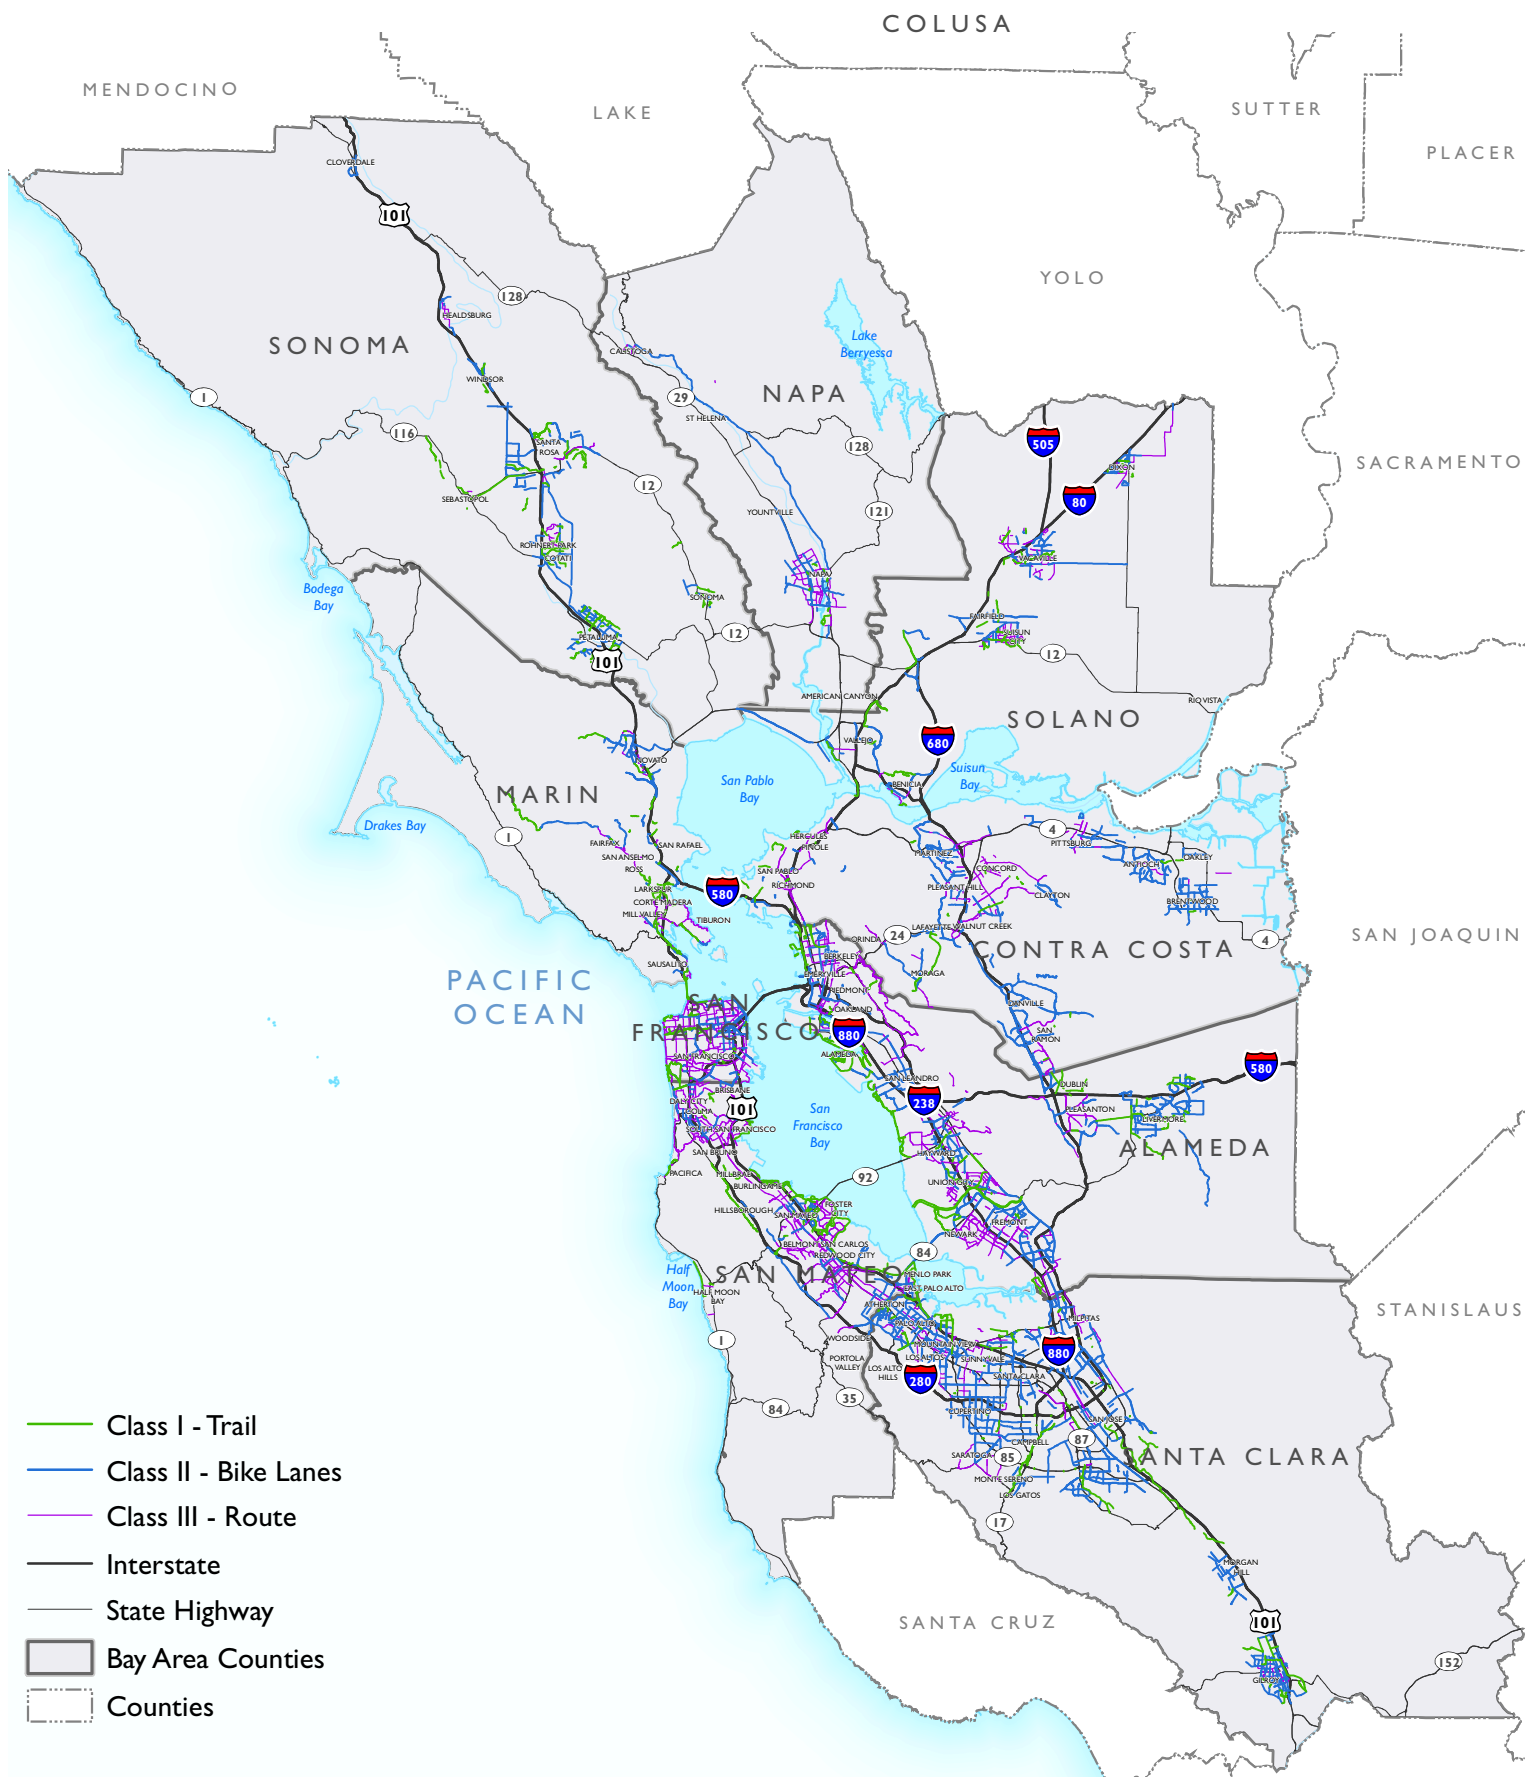 COLUSA
MENDOCINO
LAKE
SUTTER
PLACER
CLOVERDALE
101
YOLO
128
HEALDSBURG
SONOMA
CALISTOGA
Lake
Berryessa
WINDSOR
NAPA
1
29
ST HELENA
116
128
505
SANTA
ROSA
SACRAMENTO
DIXON
12
80
SEBASTOPOL
YOUNTVILLE
121
ROHNERT PARK
COTATI
VACAVILLE
NAPA
Bodega
Bay
SONOMA
FAIRFIELD
12
SUISUN
CITY
PETALUMA
12
101
AMERICAN CANYON
RIO VISTA
SOLANO
VALLEJO
680
NOVATO
Suisun
Bay
San Pablo
Bay
BENICIA
MARIN
Drakes Bay
1
HERCULES
4
PITTSBURG
FAIRFAX
SAN RAFAEL
PINOLE
MARTINEZ
SAN ANSELMO
ROSS
SAN PABLO
CONCORD
ANTIOCH
OAKLEY
RICHMOND
580
PLEASANT HILL
CLAYTON
LARKSPUR
CORTE MADERA
BRENTWOOD
MILL VALLEY
TIBURON
LAFAYETTE
WALNUT CREEK
ORINDA
24
4
SAN JOAQUIN
CONTRA COSTA
BERKELEY
SAUSALITO
EMERYVILLE
MORAGA
PACIFIC
OCEAN
PIEDMONT
SAN
FRANCISCO
OAKLAND
DANVILLE
880
SAN
RAMON
SAN FRANCISCO
ALAMEDA
580
SAN LEANDRO
DUBLIN
BRISBANE
DALY CITY
COLMA
101
238
PLEASANTON
LIVERMORE
San
Francisco
Bay
SOUTH SAN FRANCISCO
ALAMEDA
SAN BRUNO
HAYWARD
PACIFICA
MILLBRAE
92
BURLINGAME
UNION CITY
HILLSBOROUGH
FOSTER
CITY
SAN MATEO
FREMONT
NEWARK
BELMONT
SAN CARLOS
REDWOOD CITY
84
Half
Moon
Bay
SAN MATEO
MENLO PARK
EAST PALO ALTO
HALF MOON
BAY
ATHERTON
STANISLAUS
PALO ALTO
MILPITAS
1
WOODSIDE
MOUNTAIN VIEW
880
PORTOLA
VALLEY
LOS ALTOS
SUNNYVALE
LOS ALTO
HILLS
280
SANTA CLARA
35
84
CUPERTINO
SAN JOSE
Class I - Trail
CAMPBELL
87
SARATOGA
85
SANTA CLARA
Class II - Bike Lanes
MONTE SERENO
LOS GATOS
Class III - Route
17
Interstate
MORGAN
HILL
State Highway
SANTA CRUZ
101
Bay Area Counties
152
GILROY
Counties